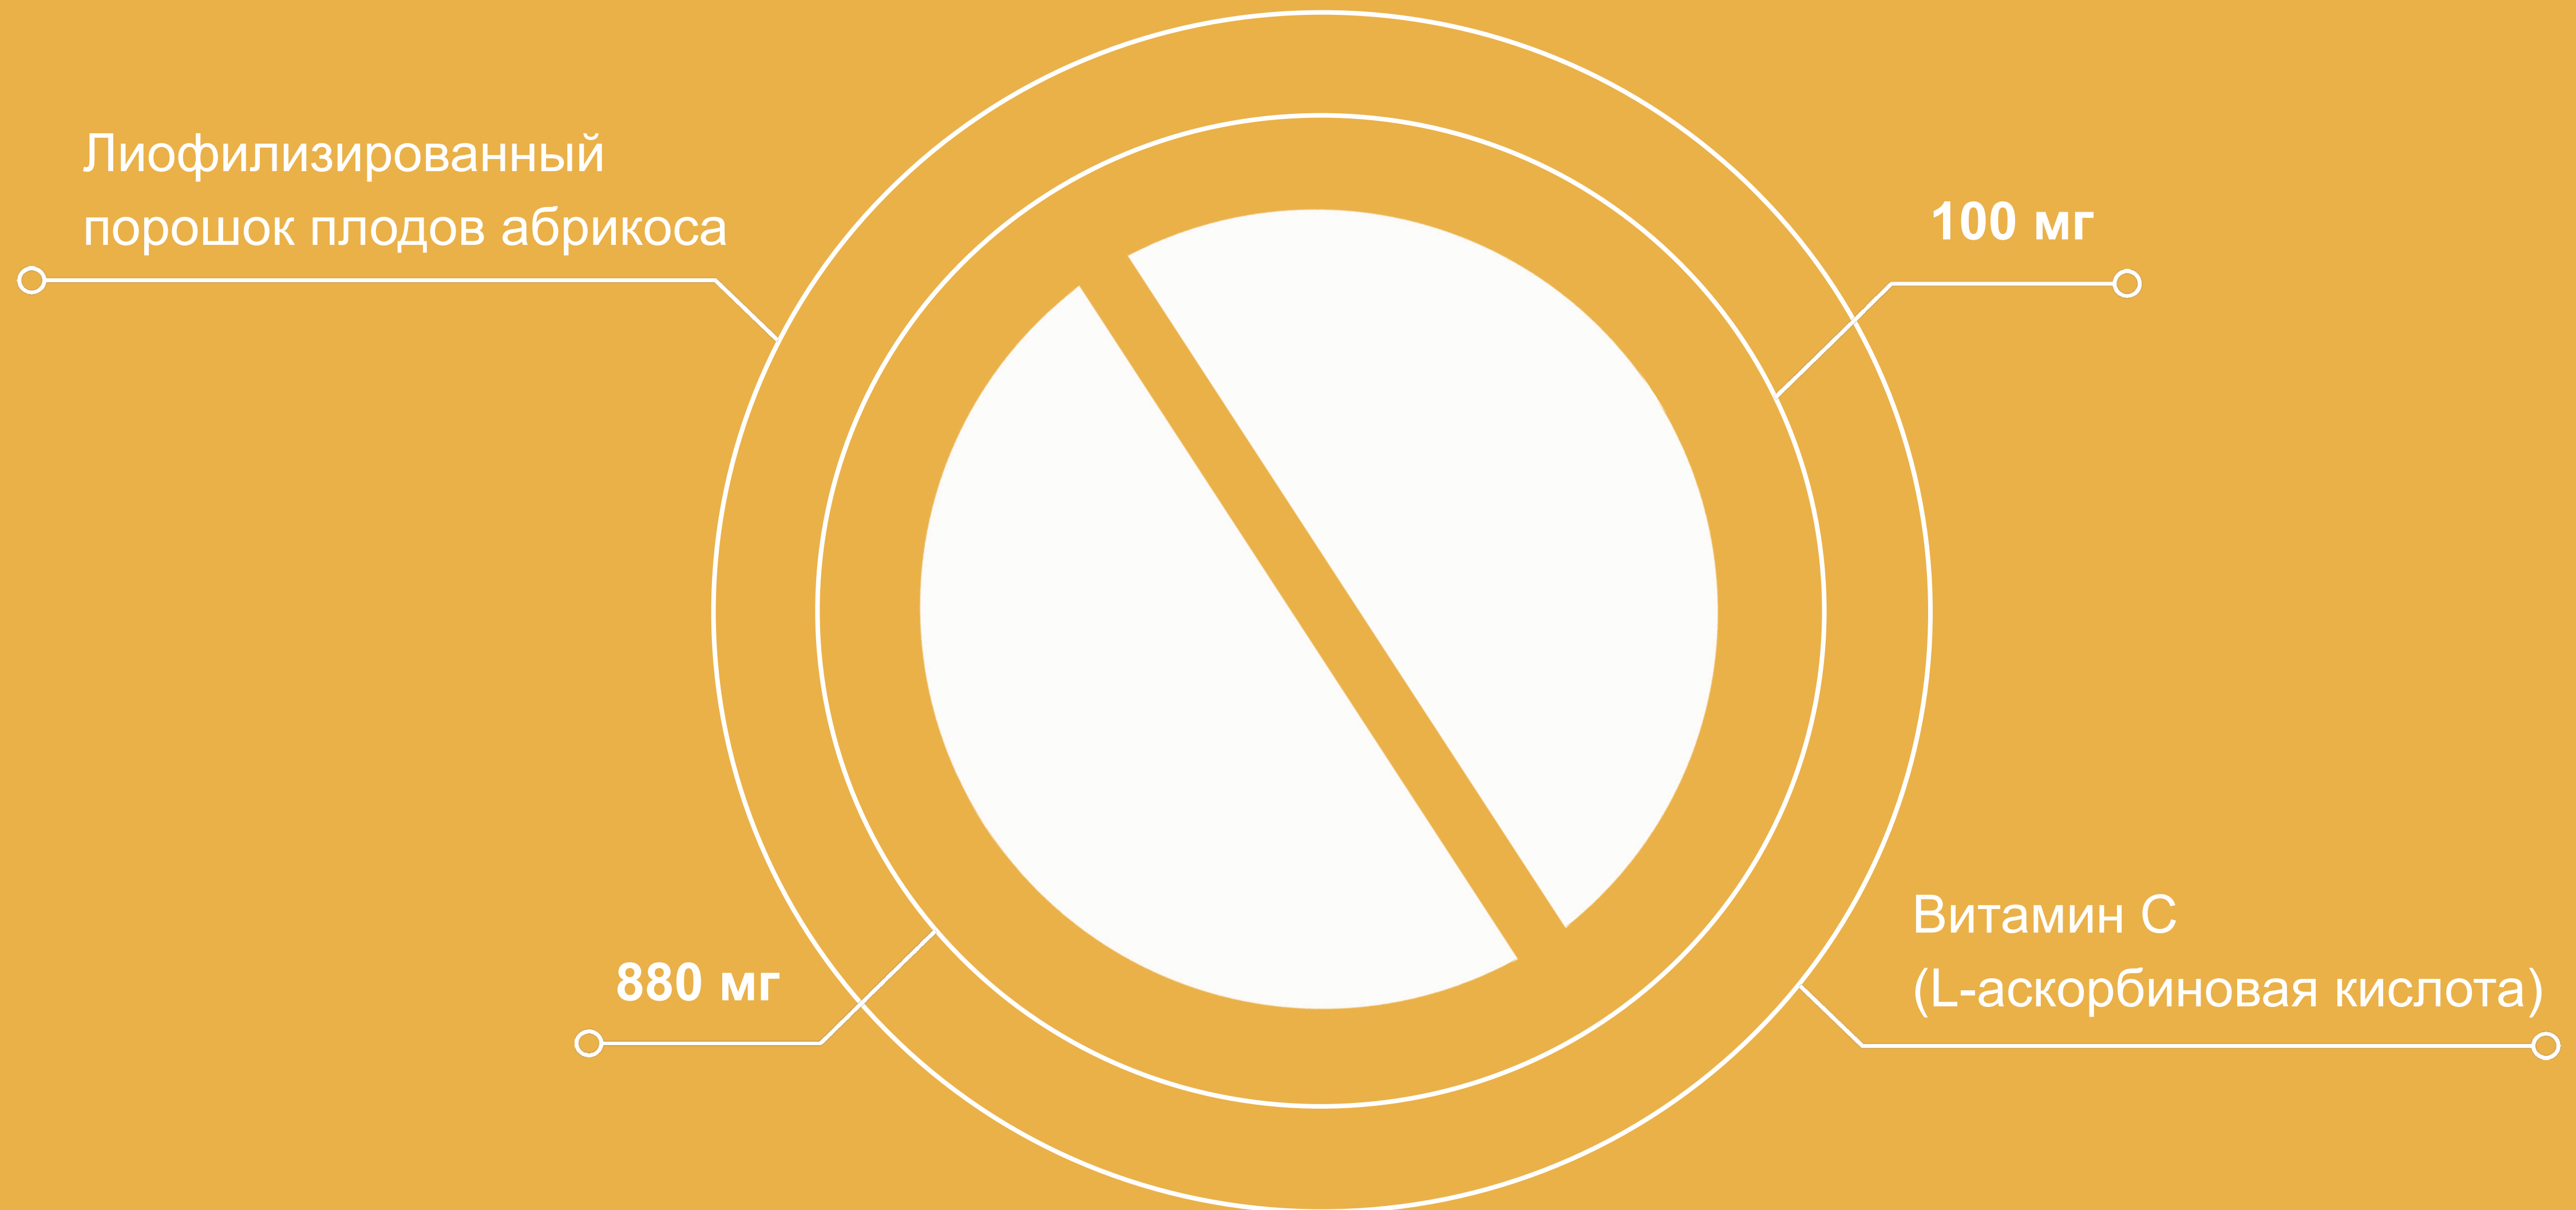 Лиофилизированный
порошок плодов абрикоса
100 мг
880 мг
Витамин С
(L-аскорбиновая кислота)